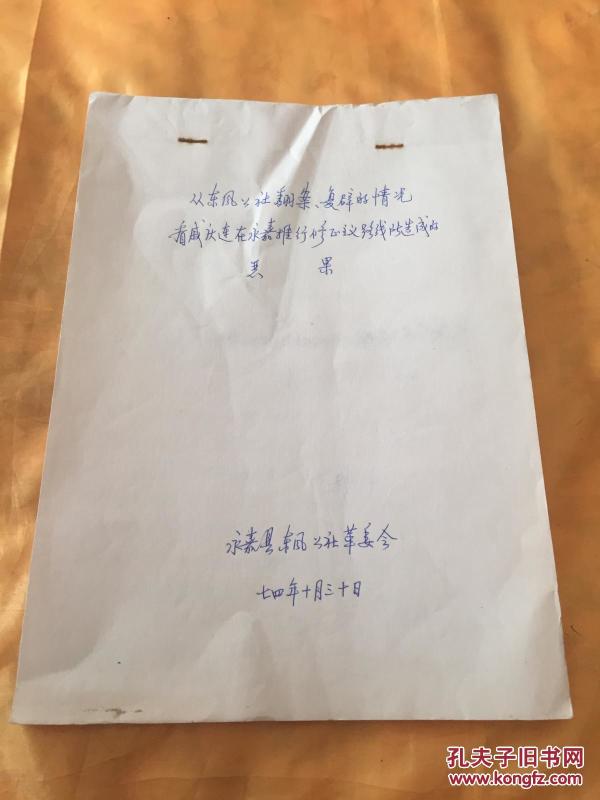 从东风公社翻案、复辟的情况
看戚庆连在永嘉推行修正主义路线所造成的
恶 果
永嘉县东风公社革委会
七四年十月三十日
孔夫子旧书网
www.kongfz.com